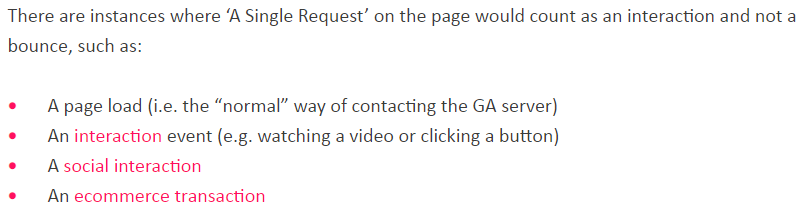 There are instances where ‘A Single Request’ on the page would count as an interaction and not a
bounce, such as:
• A page load (i.e. the “normal” way of contacting the GA server)
• An interaction event (e.g. watching a video or clicking a button)
• A social interaction
• An ecommerce transaction